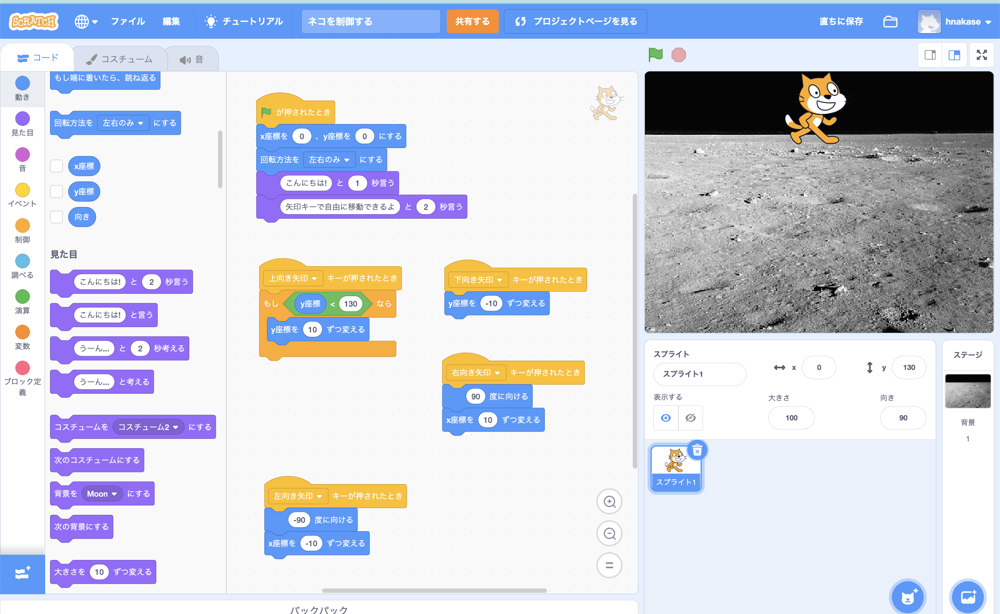 SCRATCH ファイル 編集 チュートリアル ネコを制御する 共有する プロジェクトページを見る 直ちに保存 hnakase
コード コスチューム 音
動き
見た目
音
イベント
制御
調べる
演算
変数
ブロック定
義
もし端に着いたら、跳ね返る
回転方法を 左右のみ にする
x座標
y座標
向き
見た目
こんにちは! と 2 秒言う
こんにちは! と言う
うーん... と 2 秒考える
うーん... と考える
コスチュームを コスチューム2 にする
次のコスチュームにする
背景を Moon にする
次の背景にする
大きさを 10 ずつ変える
が押されたとき
x座標を 0 、y座標を 0 にする
回転方法を 左右のみ にする
こんにちは! と 1 秒言う
矢印キーで自由に移動できるよ と 2 秒言う
上向き矢印 キーが押されたとき
もし y座標 < 130 なら
y座標を 10 ずつ変える
下向き矢印 キーが押されたとき
y座標を -10 ずつ変える
右向き矢印 キーが押されたとき
90 度に向ける
x座標を 10 ずつ変える
左向き矢印 キーが押されたとき
-90 度に向ける
x座標を -10 ずつ変える
バックパック
スプライト
スプライト1 x 0 y 130
表示する 大きさ 100 向き 90
スプライト1
ステージ
背景
1